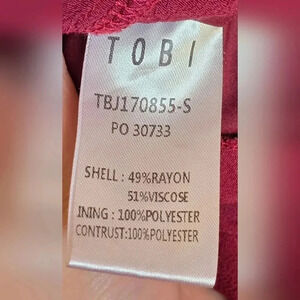 TOBI
TBJ170855-S
PO 30733
SHELL : 49%RAYON
51%VISCOSE
INING : 100%POLYESTER
CONTRUST:100%POLYESTER